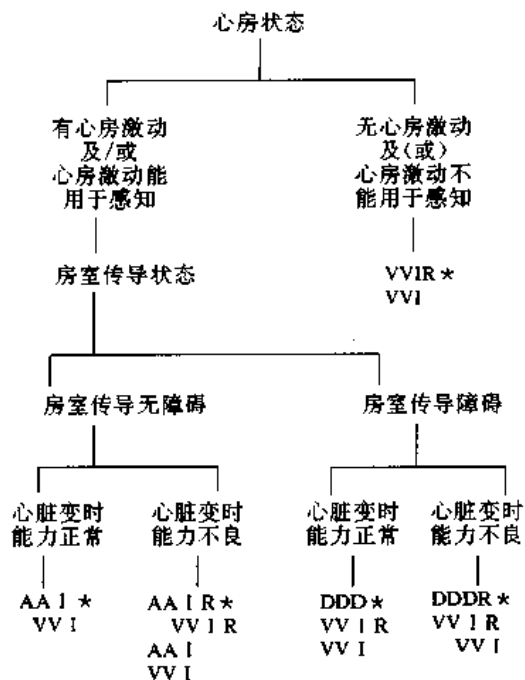 心房状态
有心房激动
及/或
心房激动能
用于感知
无心房激动
及(或)
心房激动不
能用于感知
房室传导状态
VVIR★
VVI
房室传导无障碍
房室传导障碍
心脏变时
能力正常
心脏变时
能力不良
心脏变时
能力正常
心脏变时
能力不良
AAI★
VVI
AAIR★
VVIR
AAI
VVI
DDD★
VVIR
VVI
DDDR★
VVIR
VVI